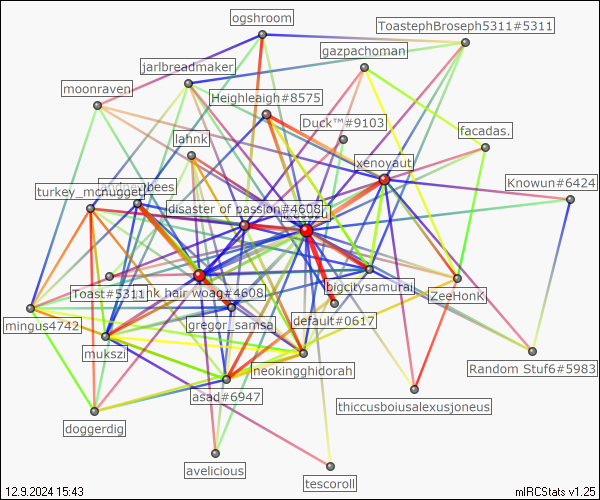 ogshroom
ToastephBroseph5311#5311
gazpachoman
jarlbreadmaker
moonraven
Heighleaigh#8575
Duck™#9103
facadas.
lahnk
xenoyaut
Knowun#6424
turkey_mcnugget
bees
disaster of passion#4608
Toast#5311
nk hair woag#4608
bigcitysamurai
ZeeHonK
mingus4742
gregor_samsa
default#0617
mukszi
neokingghidorah
Random Stuf6#5983
asad#6947
thiccusboiusalexusjoneus
doggerdig
avelicious
tescoroll
12.9.2024 15:43
mIRCStats v1.25